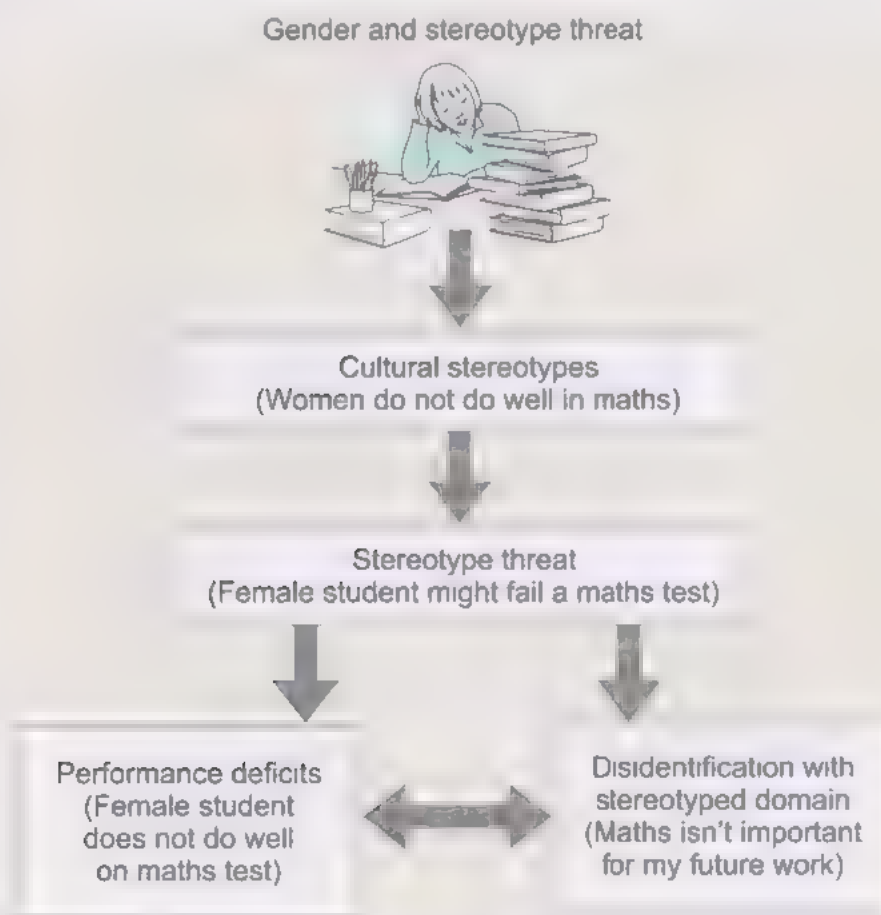 Gender and stereotype threat
Cultural stereotypes
(Women do not do well in maths)
Stereotype threat
(Female student might fail a maths test)
Performance deficits
(Female student
does not do well
on maths test)
Disidentification with
stereotyped domain
(Maths isn't important
for my future work)